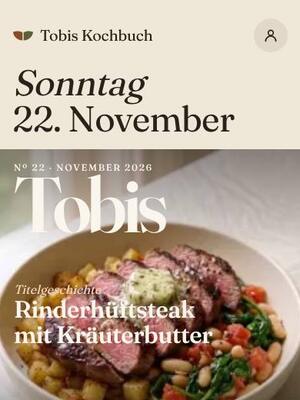 Tobis Kochbuch
Sonntag
22. November
Nº 22 · NOVEMBER 2026
Tobis
Titelgeschichte
Rinderhüftsteak
mit Kräuterbutter